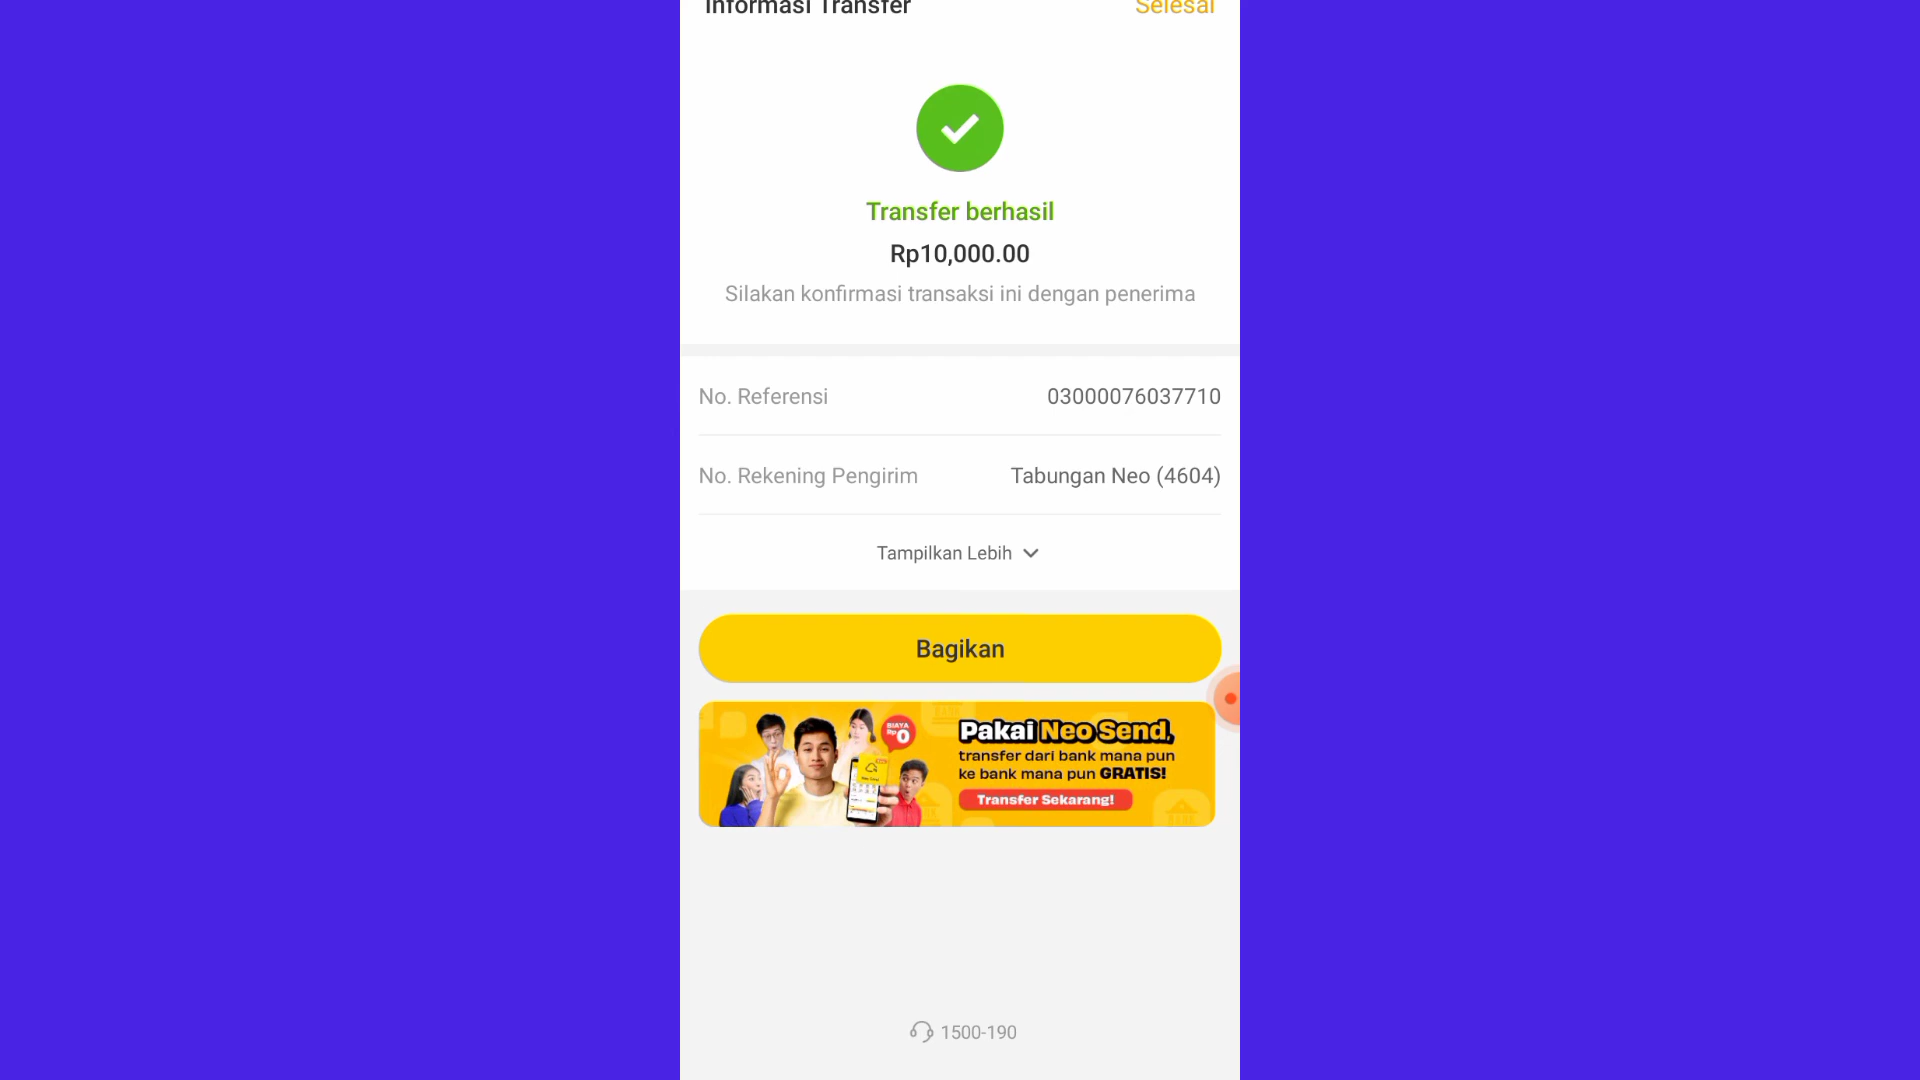 Informasi Transfer
Selesai
Transfer berhasil
Rp10,000.00
Silakan konfirmasi transaksi ini dengan penerima
No. Referensi 03000076037710
No. Rekening Pengirim Tabungan Neo (4604)
Tampilkan Lebih
Bagikan
BIAYA
Rp0
Pakai Neo Send,
transfer dari bank mana pun
ke bank mana pun GRATIS!
Transfer Sekarang!
1500-190